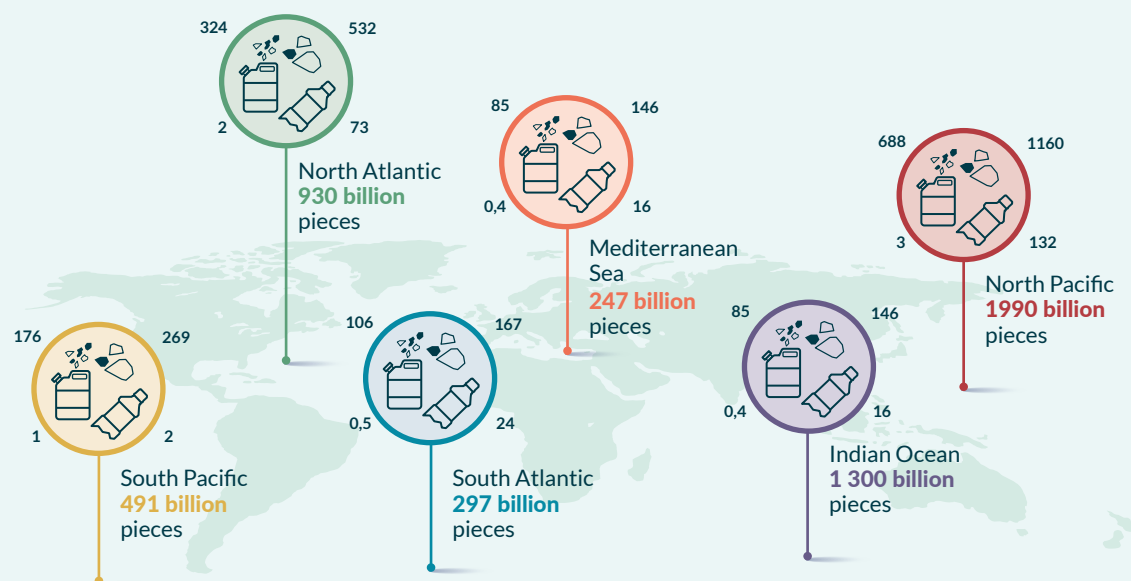 324
532
2
73
North Atlantic
930 billion
pieces
85
146
0,4
16
Mediterranean
Sea
247 billion
pieces
688
1160
3
132
North Pacific
1990 billion
pieces
176
269
1
2
South Pacific
491 billion
pieces
106
167
0,5
24
South Atlantic
297 billion
pieces
85
146
0,4
16
Indian Ocean
1 300 billion
pieces